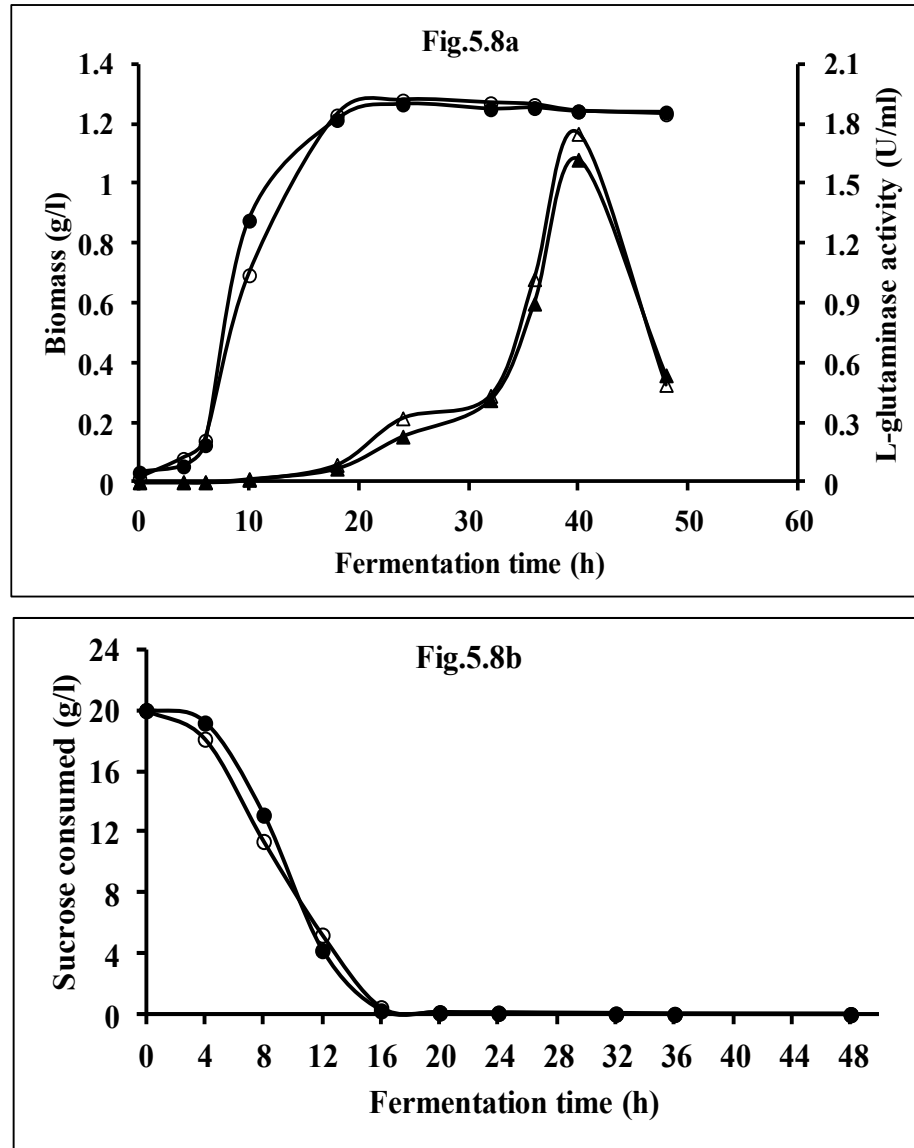 Fig.5.8a
Biomass (g/l)
1.4
1.2
1
0.8
0.6
0.4
0.2
0
L-glutaminase activity (U/ml)
2.1
1.8
1.5
1.2
0.9
0.6
0.3
0
0 10 20 30 40 50 60
Fermentation time (h)
Fig.5.8b
Sucrose consumed (g/l)
24
20
16
12
8
4
0
0 4 8 12 16 20 24 28 32 36 40 44 48
Fermentation time (h)